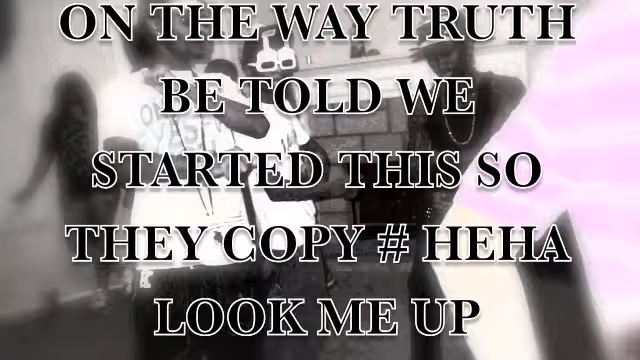 ON THE WAY TRUTH
BE TOLD WE
STARTED THIS SO
THEY COPY # HEHA
LOOK ME UP